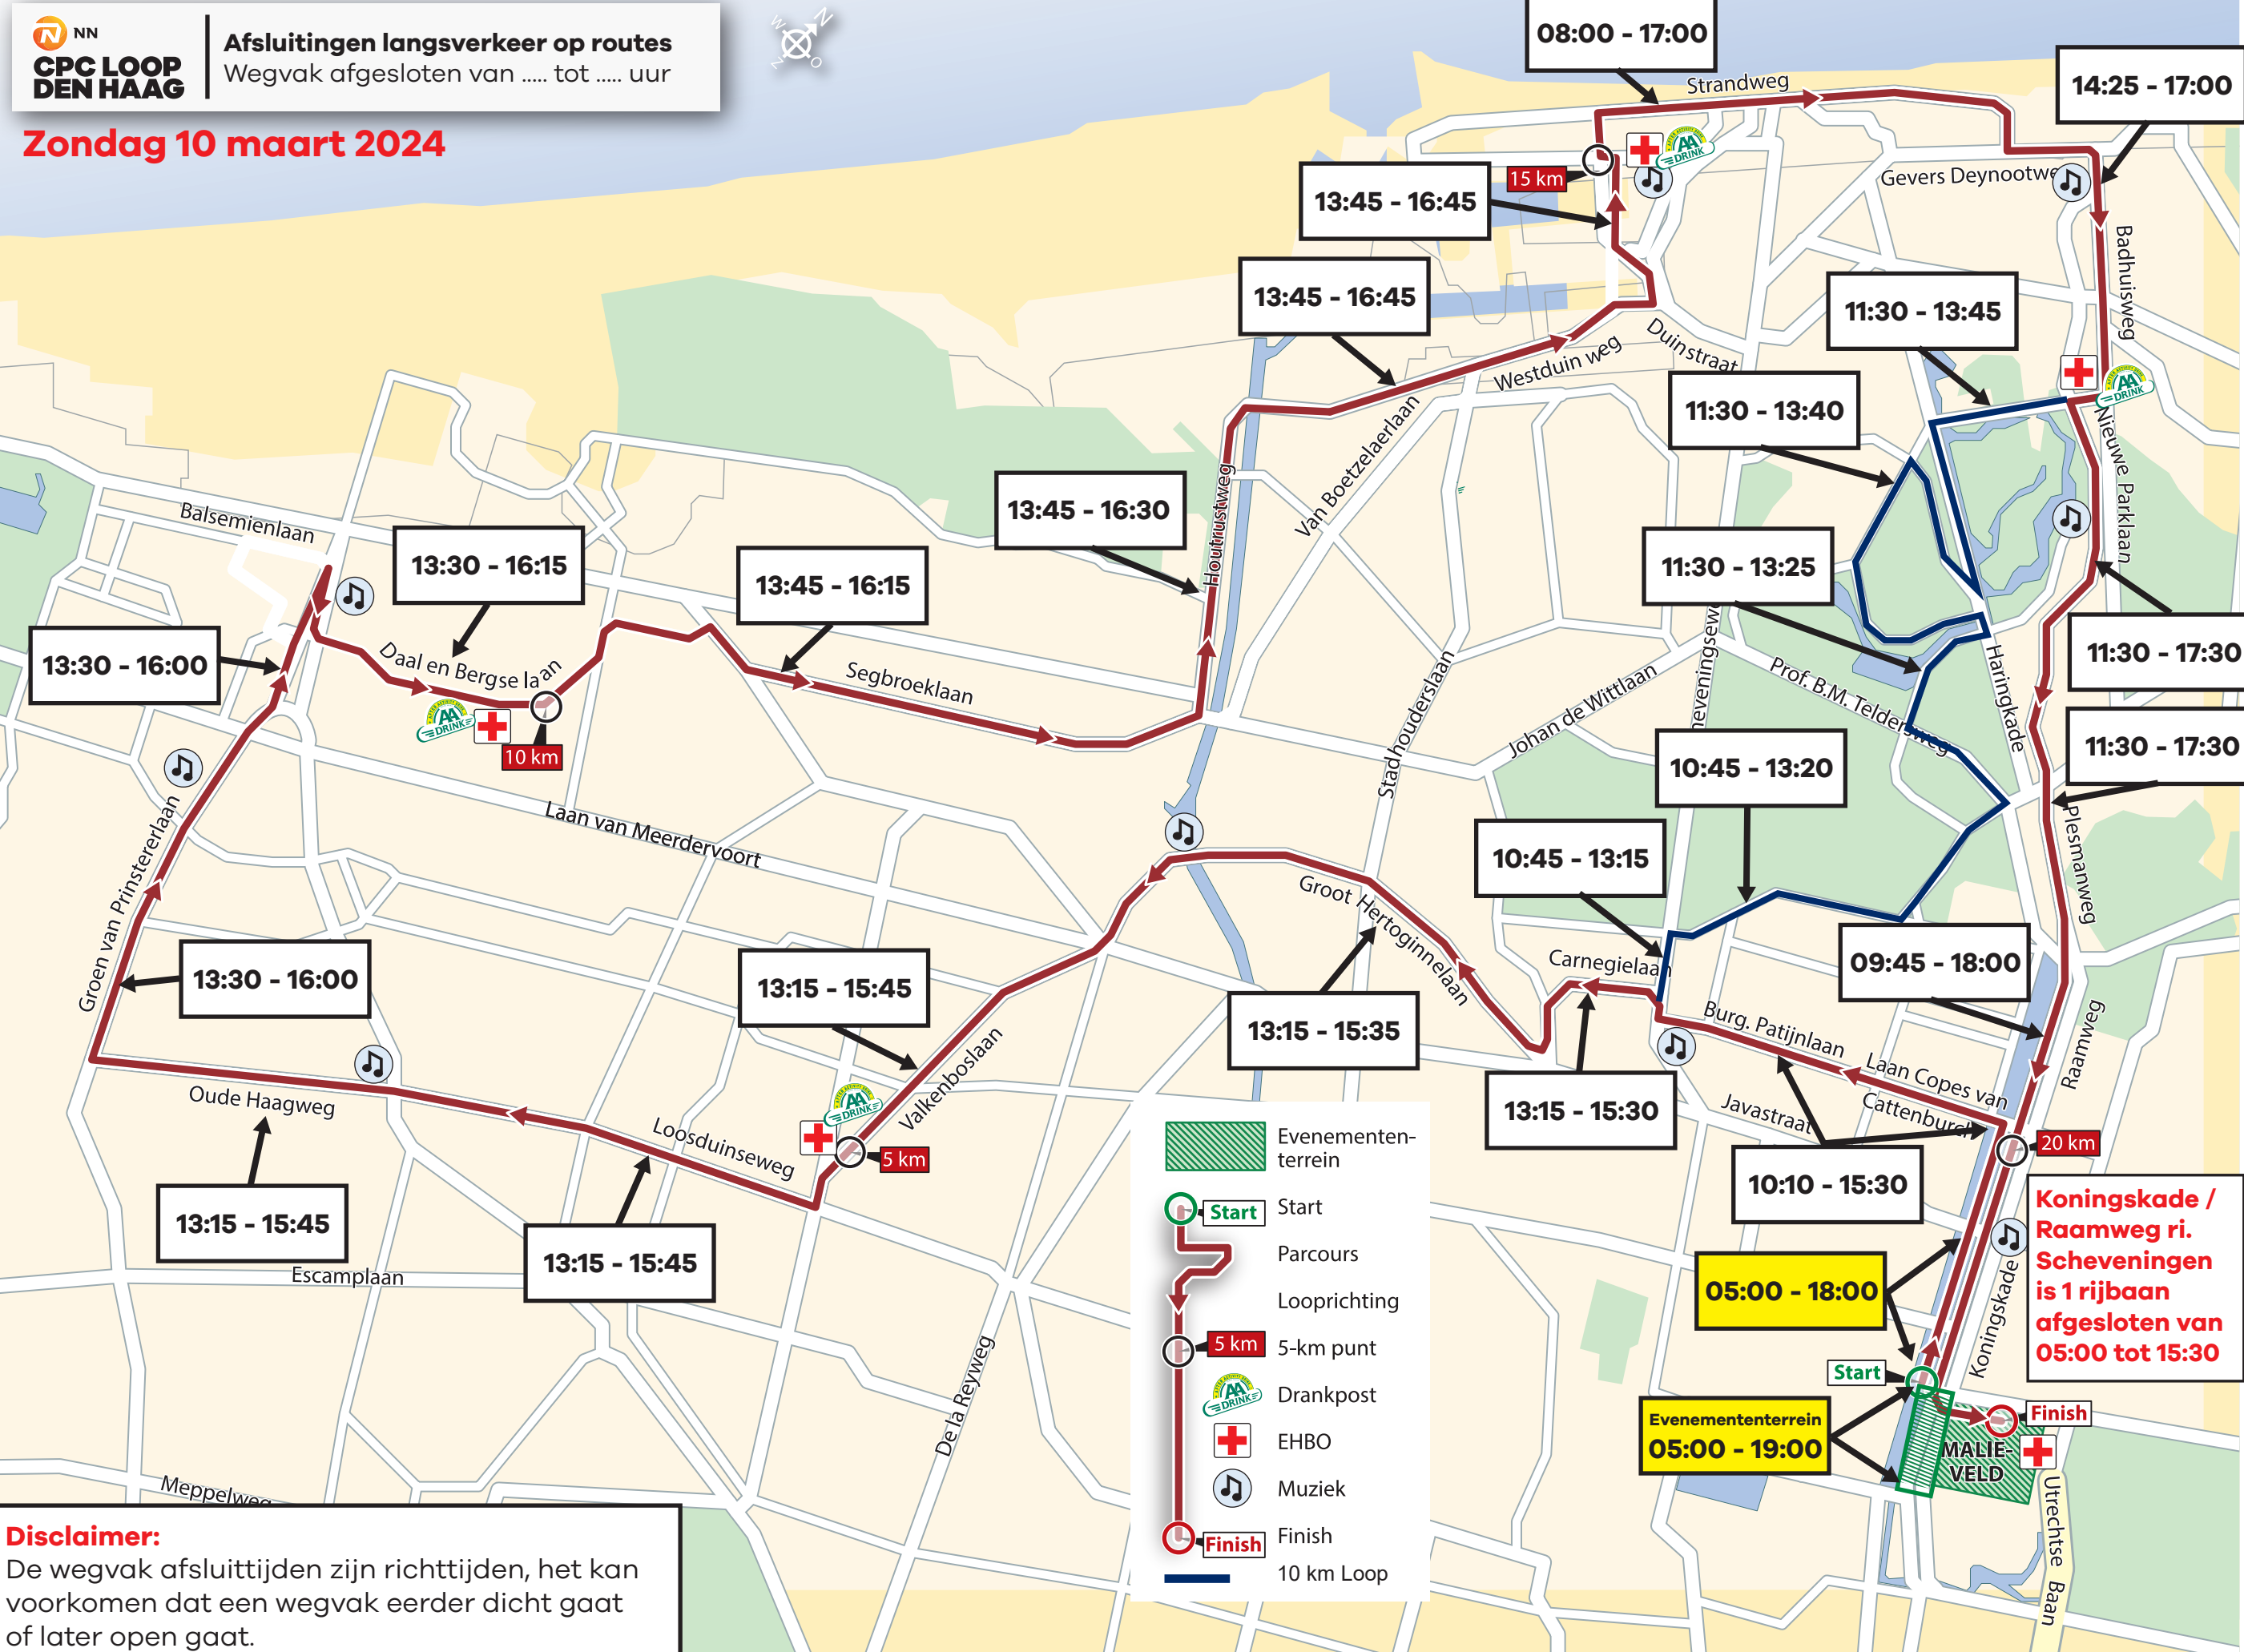 NN
CPC LOOP
DEN HAAG
Afsluitingen langsverkeer op routes
Wegvak afgesloten van ..... tot ..... uur
Zondag 10 maart 2024
N
W
O
Z
08:00 - 17:00
Strandweg
14:25 - 17:00
15 km
AA
DRINK
Gevers Deynootwe
13:45 - 16:45
Badhuisweg
13:45 - 16:45
11:30 - 13:45
Duinstraat
Westduin weg
11:30 - 13:40
AA
DRINK
Van Boetzelaerlaan
Nieuwe Parklaan
13:45 - 16:30
Houtrustweg
Balsemienlaan
13:30 - 16:15
13:45 - 16:15
11:30 - 13:25
13:30 - 16:00
Daal en Bergse laan
Segbroeklaan
11:30 - 17:30
Stadhouderslaan
Johan de Wittlaan
heveningsewe
Prof. B.M. Teldersweg
Haringkade
AA
DRINK
10 km
11:30 - 17:30
10:45 - 13:20
Laan van Meerdervoort
Groen van Prinstererlaan
10:45 - 13:15
Plesmanweg
Groot Hertoginnelaan
Carnegielaan
09:45 - 18:00
13:30 - 16:00
13:15 - 15:45
13:15 - 15:35
Burg. Patijnlaan
Laan Copes van
Cattenburch
Raamweg
Oude Haagweg
Loosduinseweg
AA
DRINK
Valkenboslaan
5 km
13:15 - 15:30
Javastraat
20 km
10:10 - 15:30
13:15 - 15:45
13:15 - 15:45
Escamplaan
Koningskade /
Raamweg ri.
Scheveningen
is 1 rijbaan
afgesloten van
05:00 tot 15:30
05:00 - 18:00
Koningskade
Start
Finish
Evenemententerrein
05:00 - 19:00
MALIE-
VELD
Utrechtse Baan
De la Reyweg
Meppelweg
Evenementen-
terrein
Start
Start
Parcours
Looprichting
5 km
5-km punt
AA
DRINK
Drankpost
EHBO
Muziek
Finish
Finish
10 km Loop
Disclaimer:
De wegvak afsluittijden zijn richttijden, het kan
voorkomen dat een wegvak eerder dicht gaat
of later open gaat.